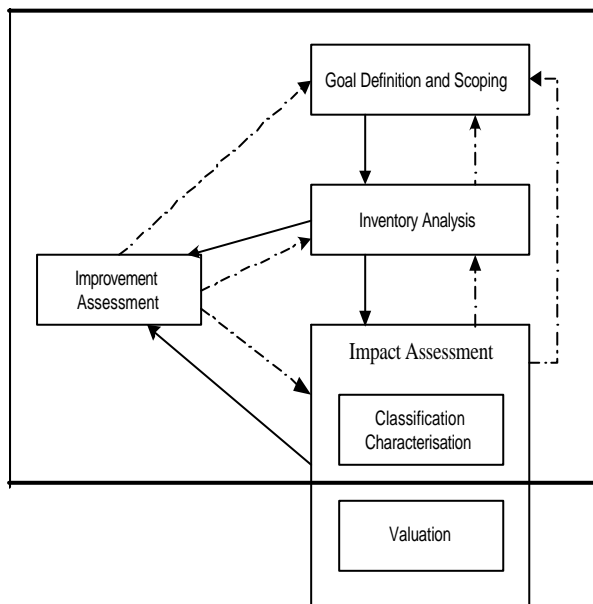 Goal Definition and Scoping
Inventory Analysis
Improvement
Assessment
Impact Assessment
Classification
Characterisation
Valuation